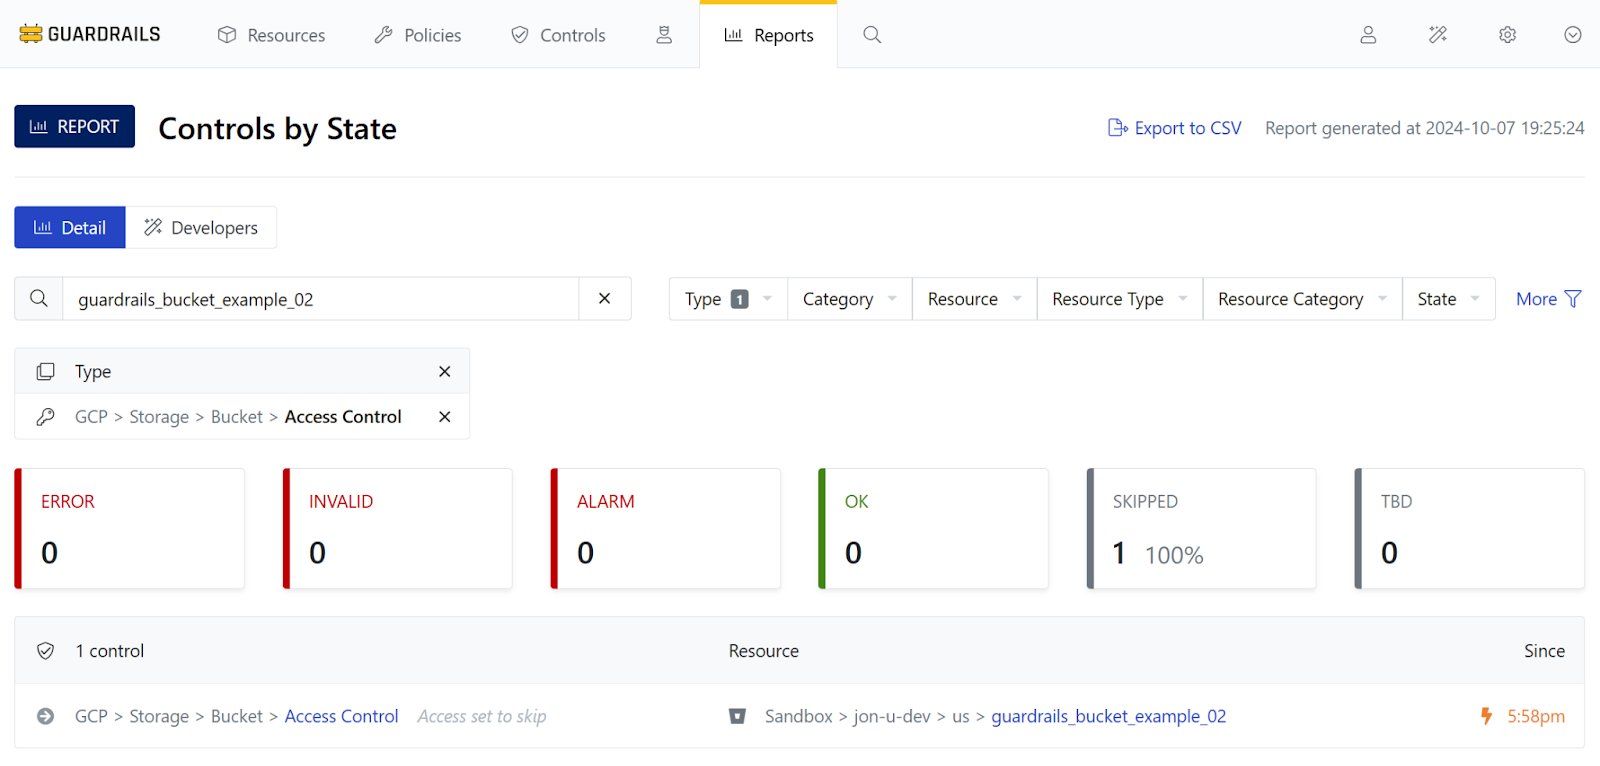 GUARDRAILS Resources Policies Controls Reports
REPORT Controls by State Export to CSV Report generated at 2024-10-07 19:25:24
Detail Developers
guardrails_bucket_example_02 Type 1 Category Resource Resource Type Resource Category State More
Type
GCP > Storage > Bucket > Access Control
ERROR INVALID ALARM OK SKIPPED TBD
0 0 0 0 1 100% 0
1 control Resource Since
GCP > Storage > Bucket > Access Control Access set to skip Sandbox > jon-u-dev > us > guardrails_bucket_example_02 5:58pm